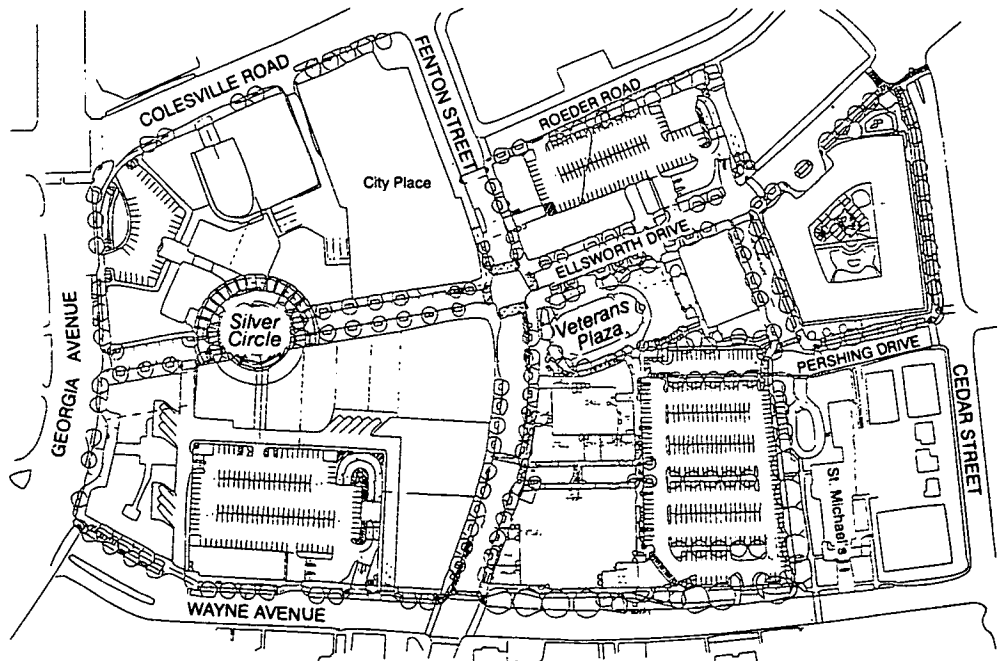 COLESVILLE ROAD
FENTON STREET
ROEDER ROAD
City Place
ELLSWORTH DRIVE
Silver
Circle
Veterans
Plaza
GEORGIA AVENUE
PERSHING DRIVE
CEDAR STREET
St. Michael's
WAYNE AVENUE